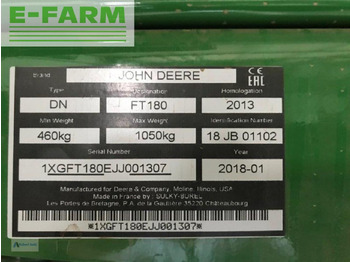 E-FARM
Brand
JOHN DEERE
CE EAC
Type
Designation
Homologation
DN
FT180
2013
Min Weight
Max Weight
460kg
1050kg
18 JB 01102
Serial Number
Year
1XGFT180EJJ001307
2018-01
Manufactured for Deere & Company, Moline, Illinois, USA
Made in France by : SULKY-BUREL
Les Portes de Bretagne, P.A. de la Gaultière 35220 Châteaubourg
*1XGFT180EJJ001307*